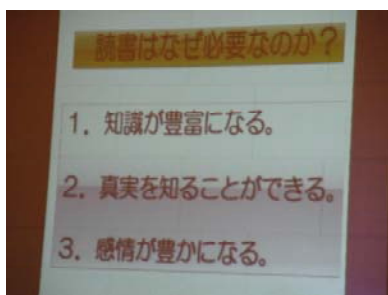 読書はなぜ必要なのか？
1. 知識が豊富になる。
2. 真実を知ることができる。
3. 感情が豊かになる。